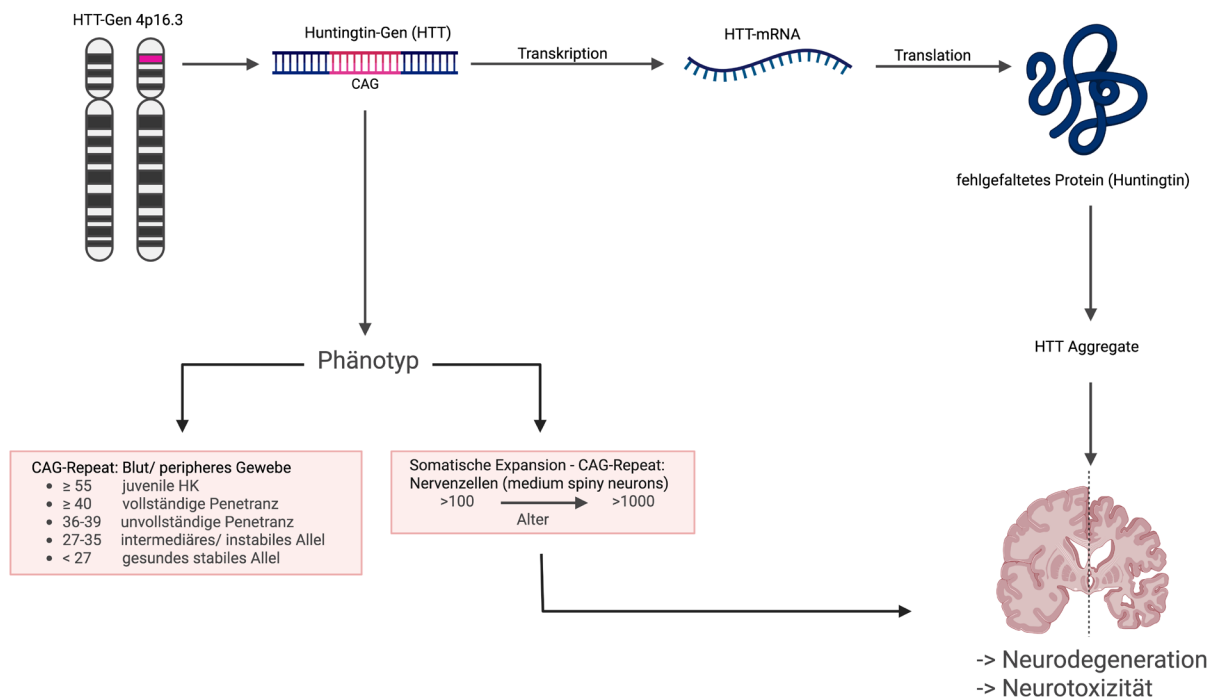 HTT-Gen 4p16.3
Huntingtin-Gen (HTT)
CAG
Transkription
HTT-mRNA
Translation
fehlgefaltetes Protein (Huntingtin)
HTT Aggregate
Phänotyp
CAG-Repeat: Blut/ peripheres Gewebe
• ≥ 55 juvenile HK
• ≥ 40 vollständige Penetranz
• 36-39 unvollständige Penetranz
• 27-35 intermediäres/ instabiles Allel
• < 27 gesundes stabiles Allel
Somatische Expansion - CAG-Repeat:
Nervenzellen (medium spiny neurons)
>100 >1000
Alter
-> Neurodegeneration
-> Neurotoxizität